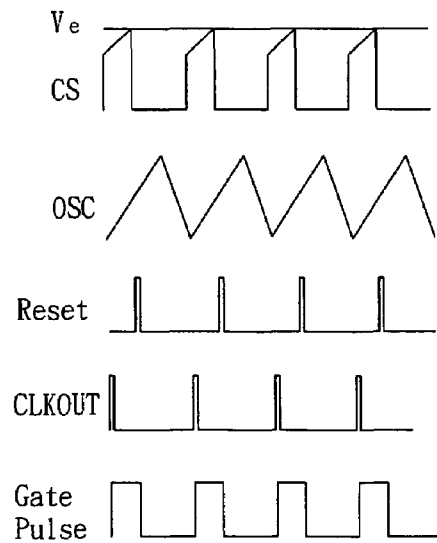 Ve
CS
OSC
Reset
CLKOUT
Gate
Pulse